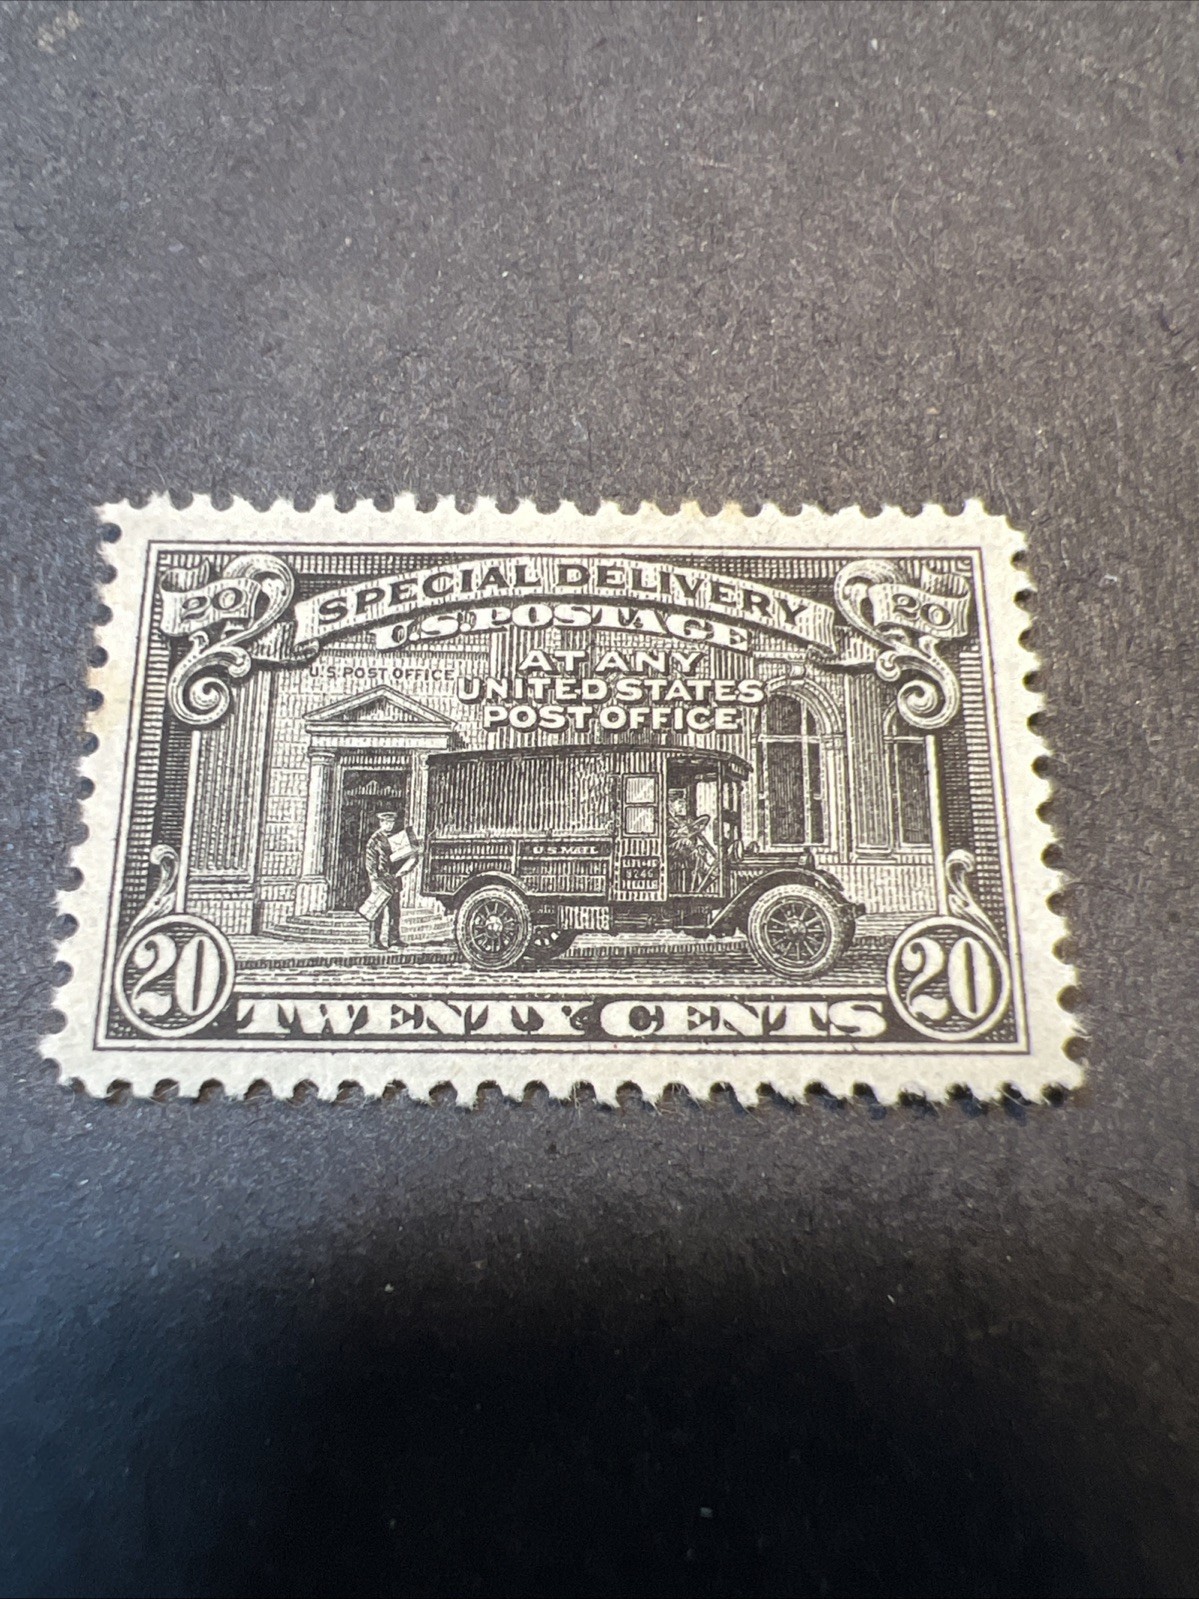 20 SPECIAL DELIVERY 20
U.S. POSTAGE
AT ANY
UNITED STATES
POST OFFICE
U.S. POST OFFICE
U.S. MAIL
20 TWENTY CENTS 20